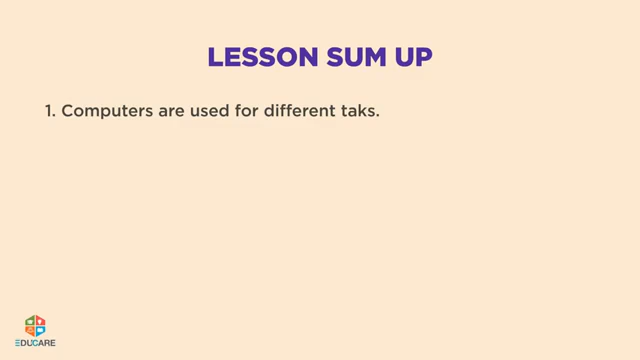 LESSON SUM UP
1. Computers are used for different taks.
EDUCARE